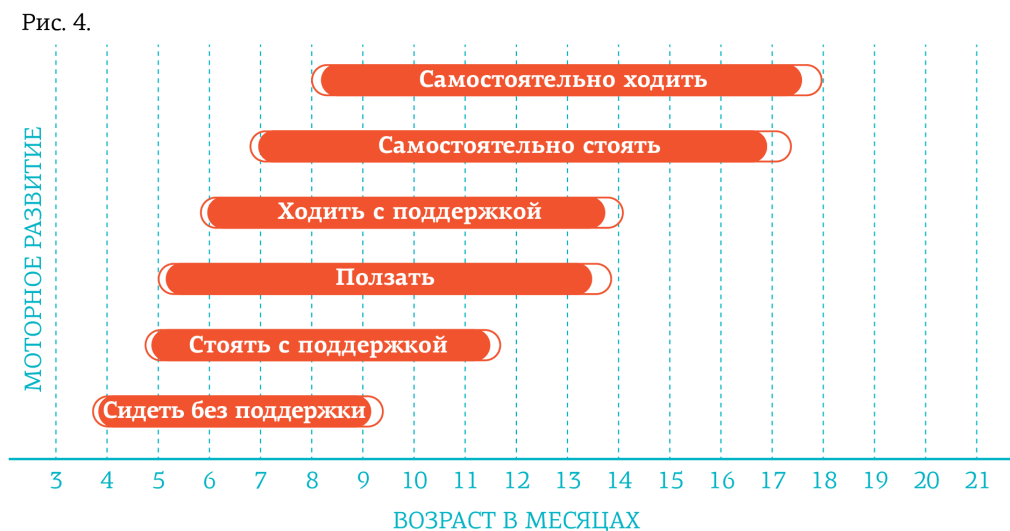 Рис. 4.
Самостоятельно ходить
Самостоятельно стоять
Ходить с поддержкой
Ползать
Стоять с поддержкой
Сидеть без поддержки
МОТОРНОЕ РАЗВИТИЕ
3 4 5 6 7 8 9 10 11 12 13 14 15 16 17 18 19 20 21
ВОЗРАСТ В МЕСЯЦАХ